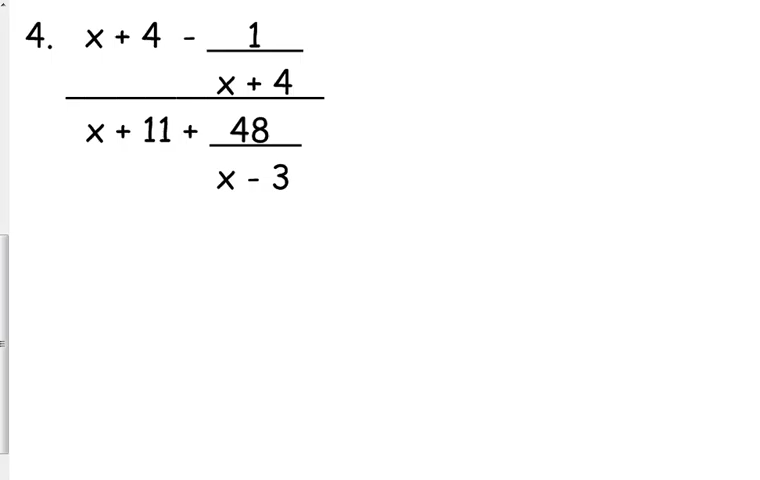 4. x + 4 - 1
x + 4
x + 11 + 48
x - 3